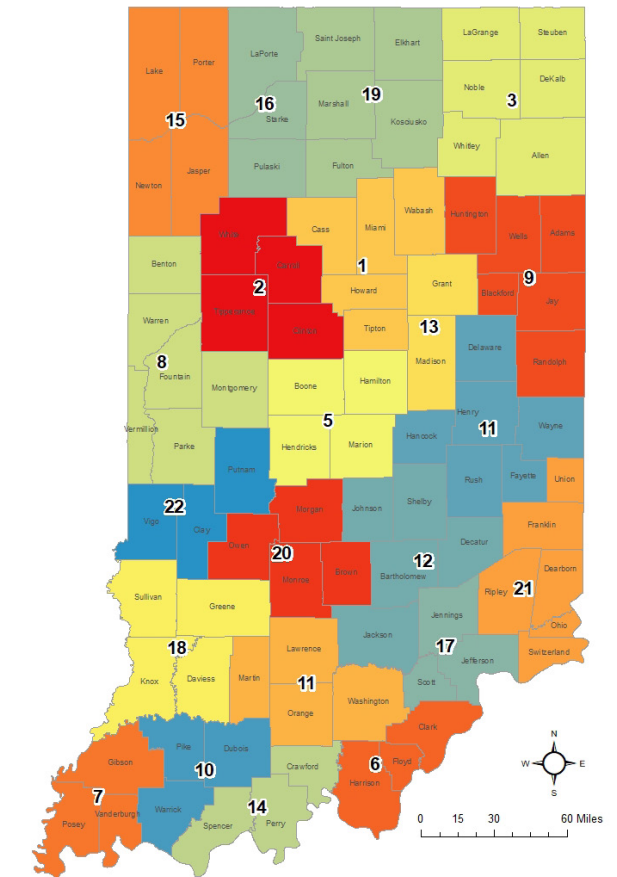 LaGrange
Steuben
Saint Joseph
Elkhart
LaPorte
Porter
Lake
DeKalb
Noble
3
16
19
Marshall
15
Starke
Kosciusko
Whitley
Allen
Pulaski
Fulton
Jasper
Newton
Wabash
Huntington
Cass
Miami
White
Wells
Adams
Benton
Carroll
1
2
Grant
9
Howard
Blackford
Jay
Tippecanoe
Warren
Clinton
Tipton
13
Delaware
8
Madison
Randolph
Fountain
Hamilton
Boone
Montgomery
Henry
5
Wayne
Vermillion
11
Hancock
Parke
Hendricks
Marion
Putnam
Fayette
Union
Rush
Shelby
22
Morgan
Johnson
Vigo
Clay
Franklin
Owen
Decatur
20
12
Dearborn
Brown
Bartholomew
Monroe
Ripley
21
Sullivan
Greene
Jennings
Ohio
Jackson
17
18
Lawrence
Switzerland
Jefferson
Knox
Daviess
Martin
11
Scott
Washington
Orange
Clark
Pike
Dubois
Gibson
Crawford
Floyd
10
6
Harrison
7
14
Warrick
Vanderburgh
Posey
Spencer
Perry
N
W
E
S
0 15 30 60 Miles